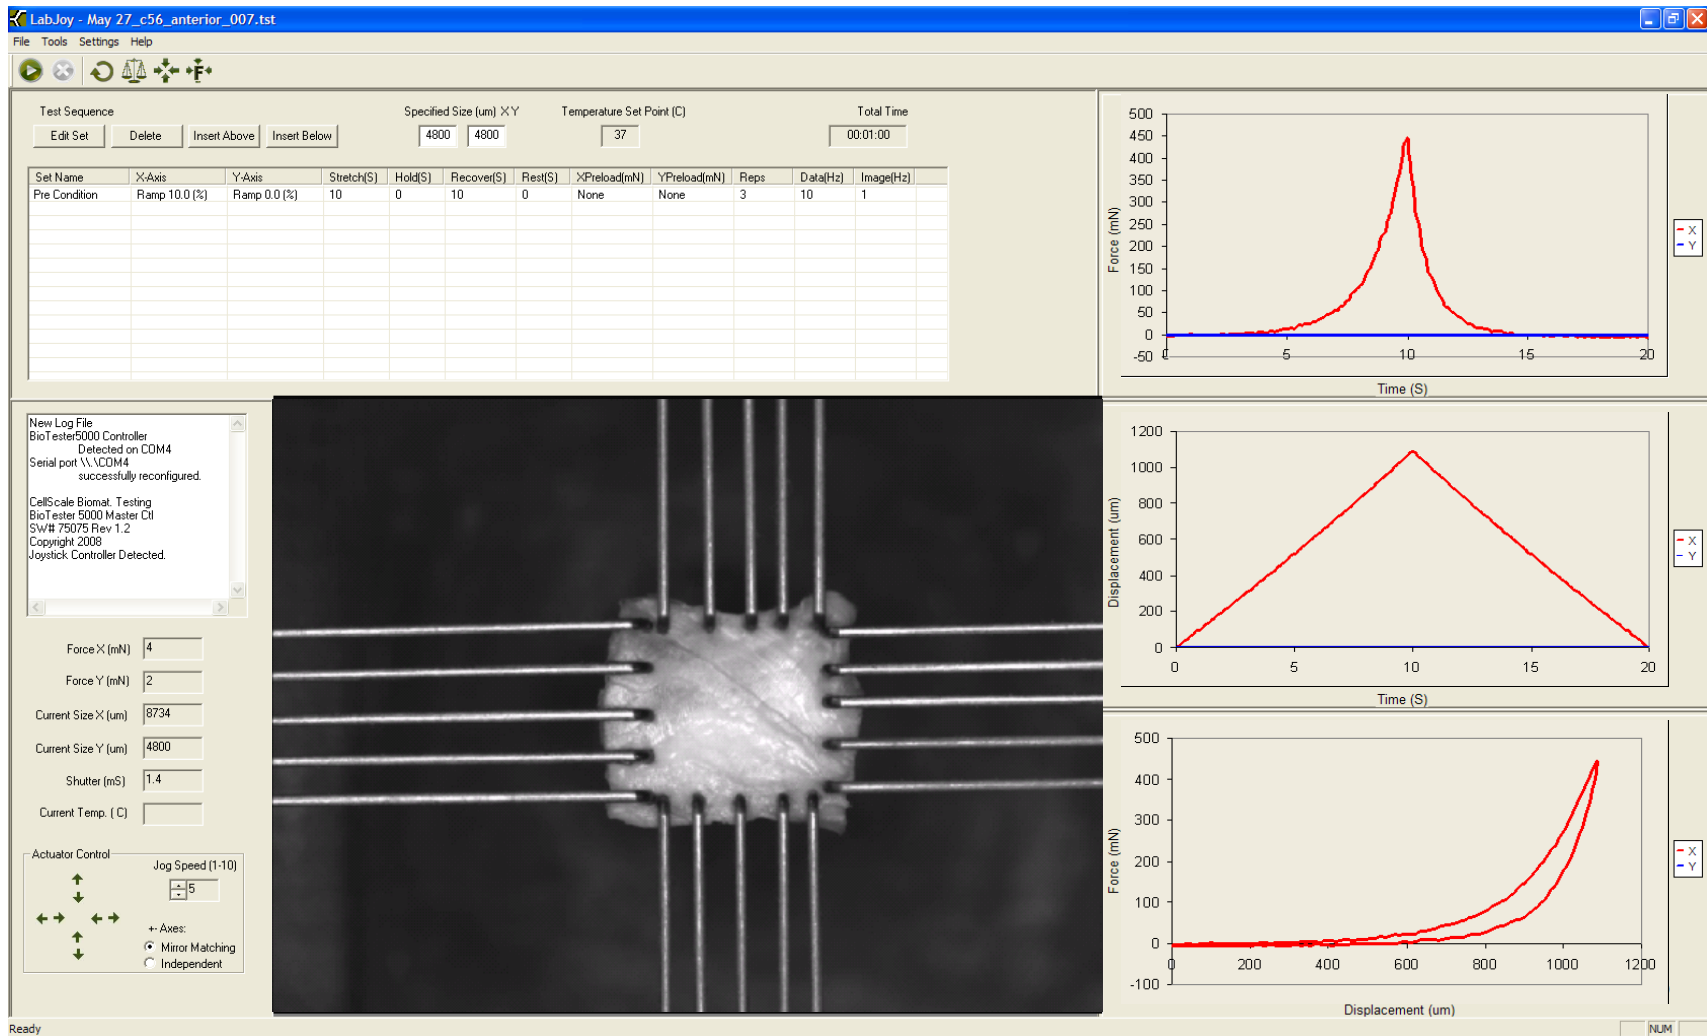 LabJoy - May 27_c56_anterior_007.tst
File Tools Settings Help
F
Test Sequence
Specified Size (um) X Y
Temperature Set Point (C)
Total Time
Edit Set Delete Insert Above Insert Below
4800 4800
37
00:01:00
Set Name X-Axis Y-Axis Stretch(S) Hold(S) Recover(S) Rest(S) XPreload(mN) YPreload(mN) Reps Data(Hz) Image(Hz)
Pre Condition Ramp 10.0 (%) Ramp 0.0 (%) 10 0 10 0 None None 3 10 1
500
450
400
350
300
250
200
150
100
50
0
-50
0 5 10 15 20
Force (mN)
Time (S)
X
Y
New Log File
BioTester5000 Controller
Detected on COM4
Serial port \\.\COM4
successfully reconfigured.
CellScale Biomat. Testing
BioTester 5000 Master Ctl
SW# 75075 Rev 1.2
Copyright 2008
Joystick Controller Detected.
Force X (mN) 4
Force Y (mN) 2
Current Size X (um) 8734
Current Size Y (um) 4800
Shutter (mS) 1.4
Current Temp. ( C)
Actuator Control
Jog Speed (1-10)
5
+- Axes:
Mirror Matching
Independent
1200
1000
800
600
400
200
0
0 5 10 15 20
Displacement (um)
Time (S)
X
Y
500
400
300
200
100
0
-100
0 200 400 600 800 1000 1200
Force (mN)
Displacement (um)
X
Y
Ready
NUM